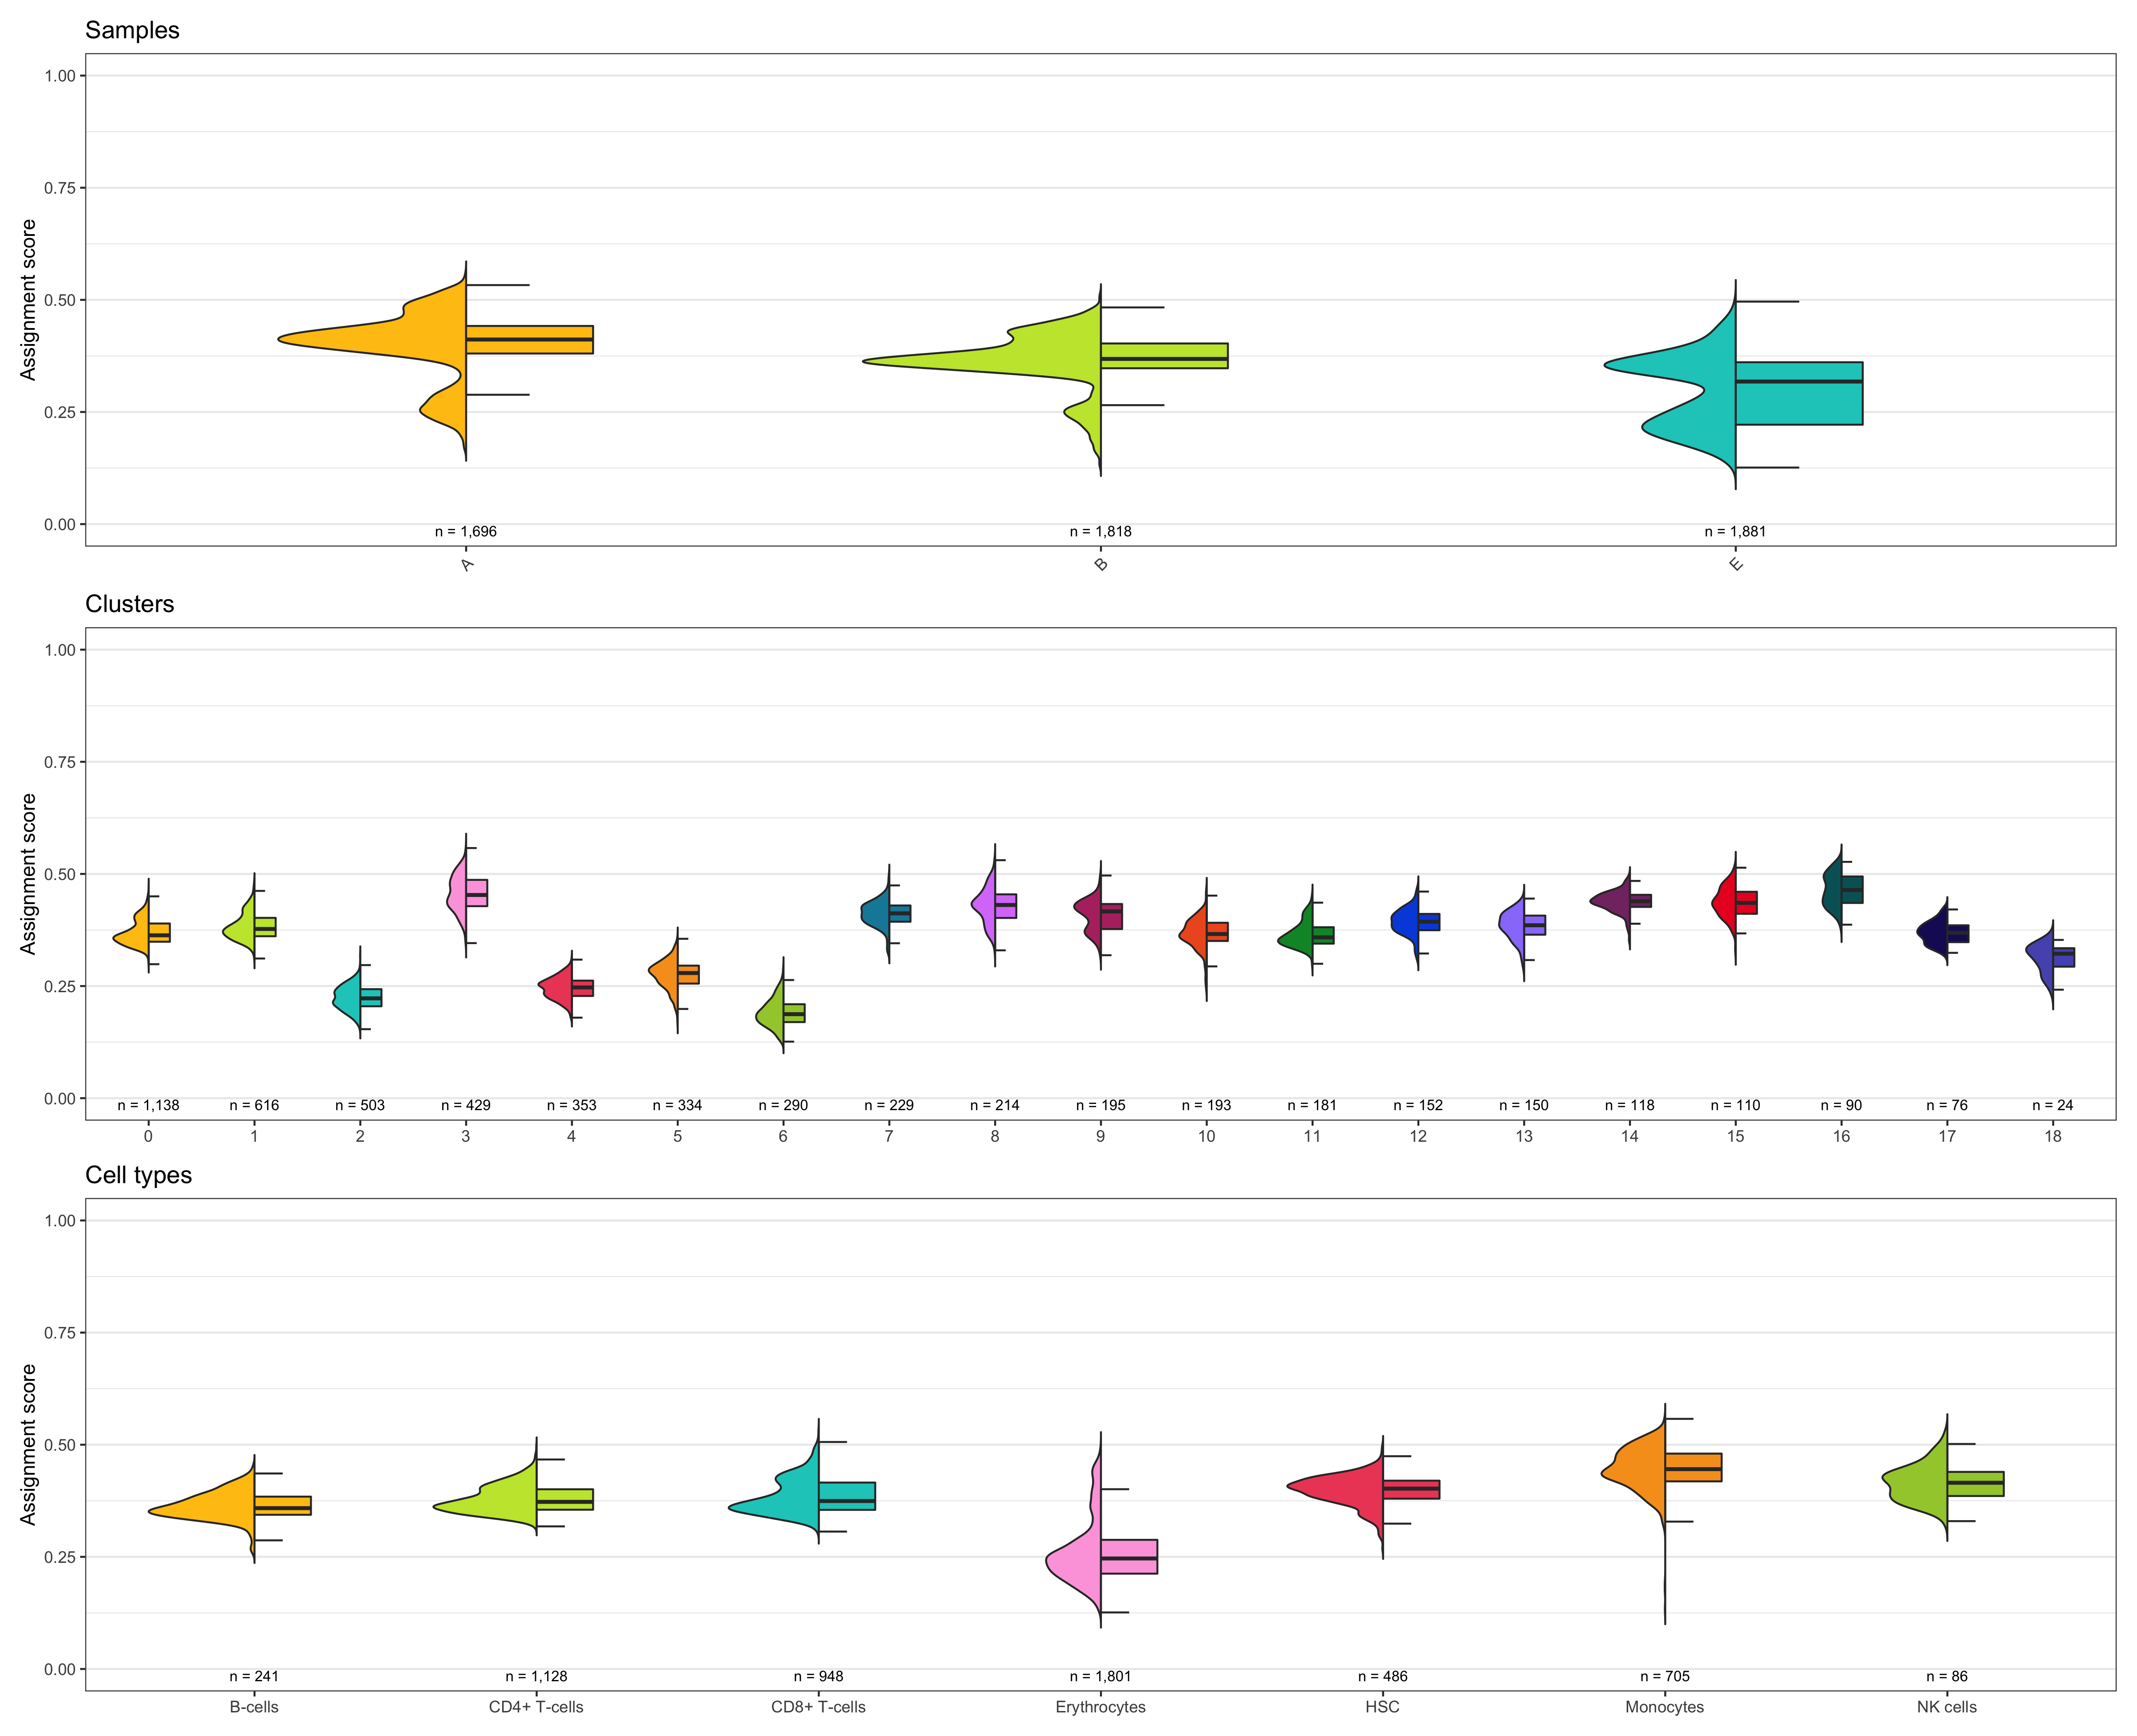 Samples
Assignment score
1.00
0.75
0.50
0.25
0.00
n = 1,696 n = 1,818 n = 1,881
A B E
Clusters
Assignment score
1.00
0.75
0.50
0.25
0.00
n = 1,138 n = 616 n = 503 n = 429 n = 353 n = 334 n = 290 n = 229 n = 214 n = 195 n = 193 n = 181 n = 152 n = 150 n = 118 n = 110 n = 90 n = 76 n = 24
0 1 2 3 4 5 6 7 8 9 10 11 12 13 14 15 16 17 18
Cell types
Assignment score
1.00
0.75
0.50
0.25
0.00
n = 241 n = 1,128 n = 948 n = 1,801 n = 486 n = 705 n = 86
B-cells CD4+ T-cells CD8+ T-cells Erythrocytes HSC Monocytes NK cells